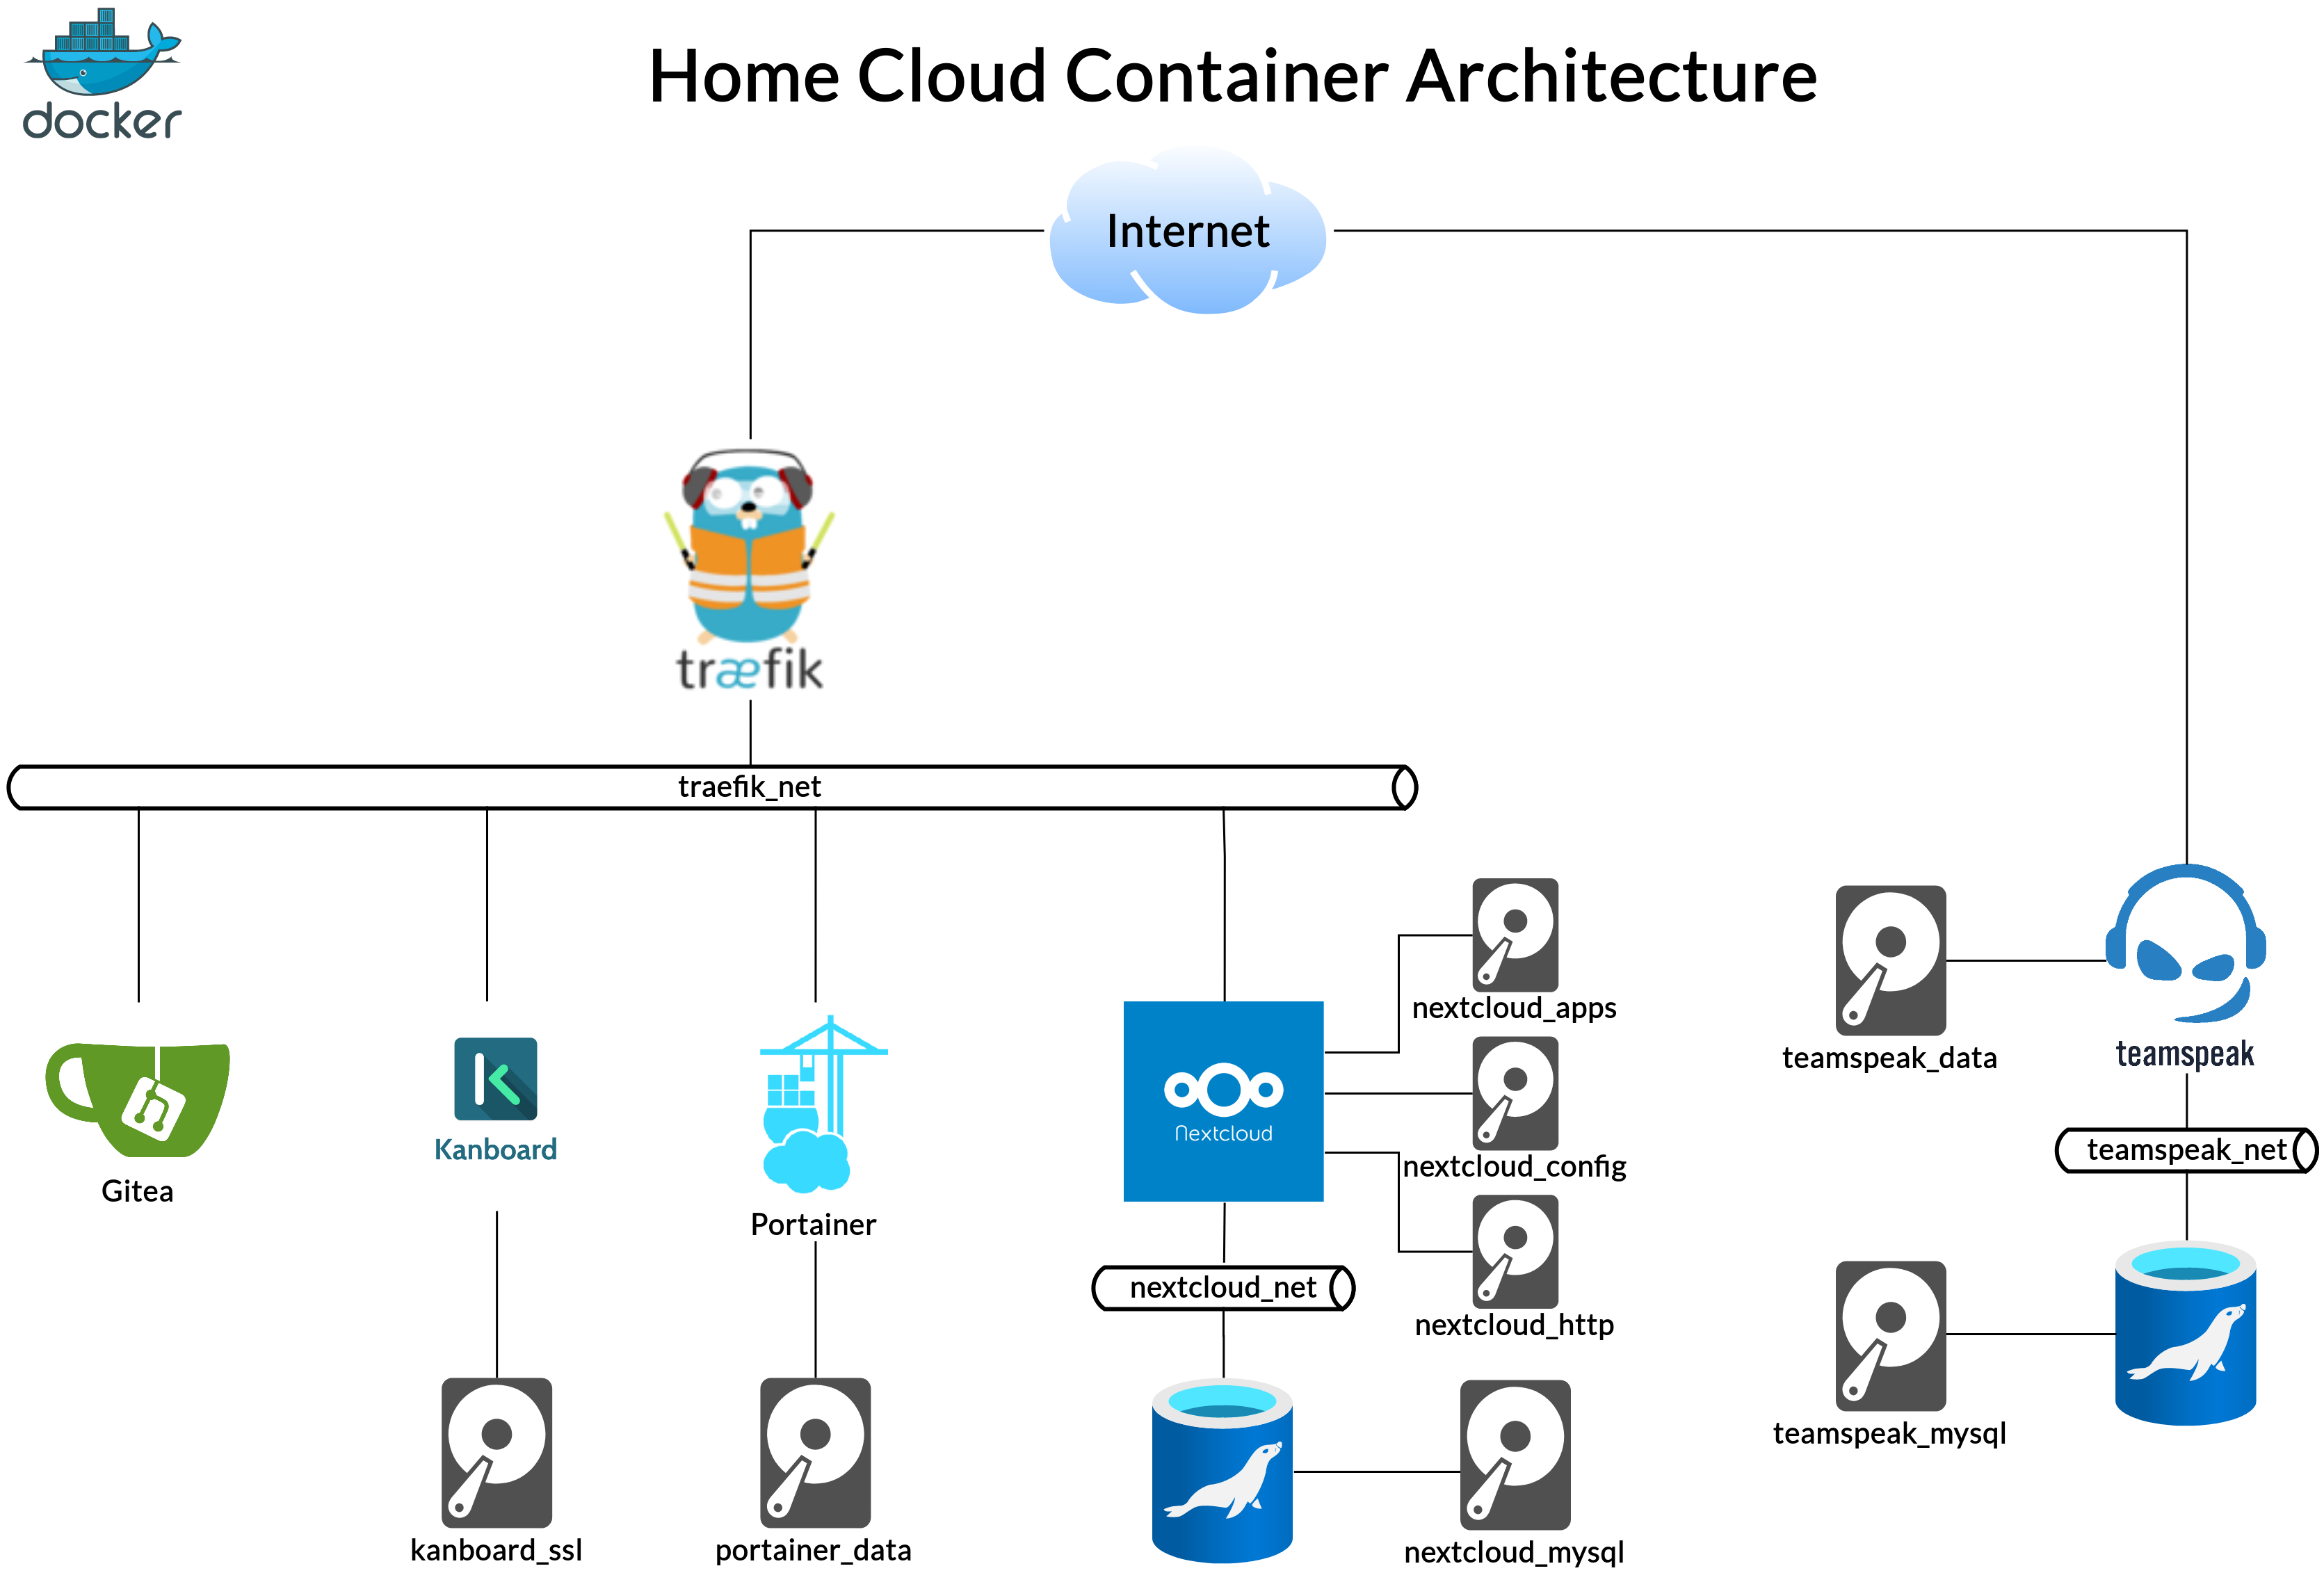 docker
Home Cloud Container Architecture
Internet
træfik
traefik_net
nextcloud_apps
teamspeak_data
teamspeak
Nextcloud
Kanboard
teamspeak_net
nextcloud_config
Gitea
Portainer
nextcloud_net
nextcloud_http
teamspeak_mysql
kanboard_ssl
portainer_data
nextcloud_mysql